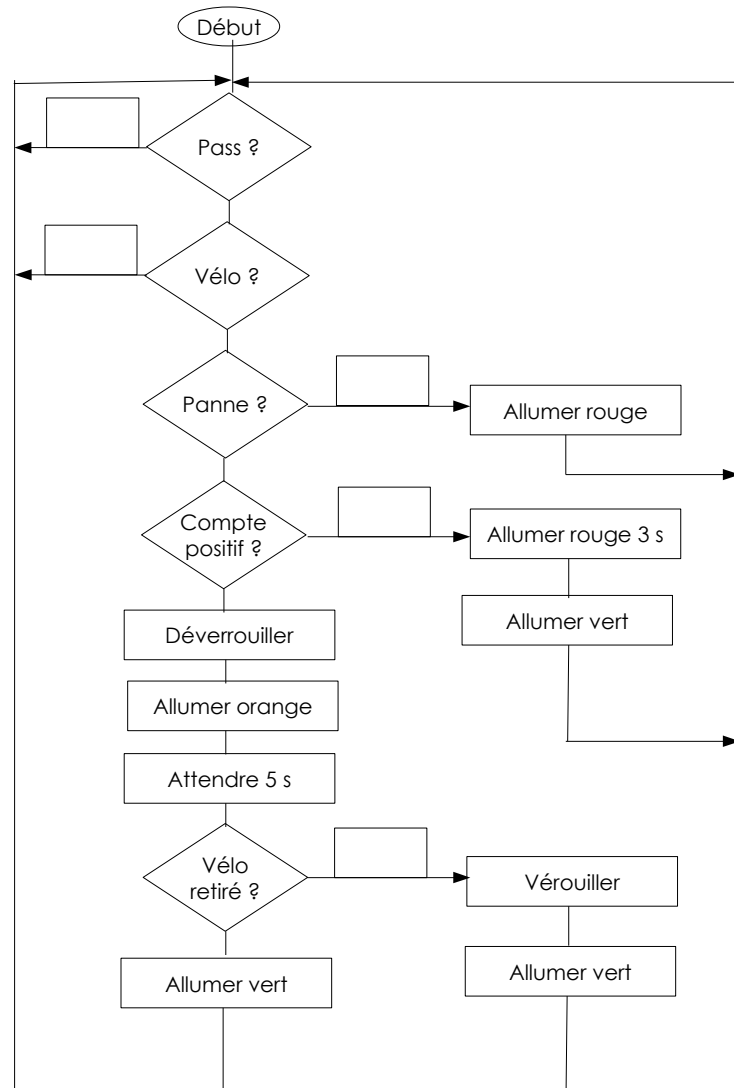 Début
Pass ?
Vélo ?
Panne ?
Allumer rouge
Compte
positif ?
Allumer rouge 3 s
Déverrouiller
Allumer vert
Allumer orange
Attendre 5 s
Vélo
retiré ?
Vérouiller
Allumer vert
Allumer vert